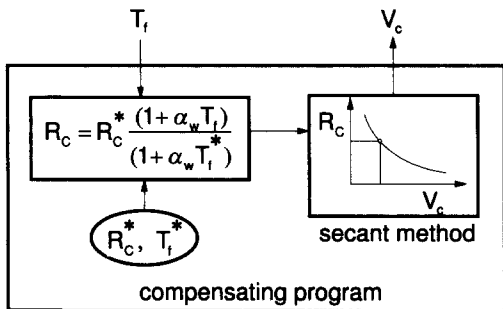 T_f
V_c
R_C = R_C^* (1 + α_w T_f) / (1 + α_w T_f^*)
R_C
V_c
R_C^*, T_f^*
secant method
compensating program